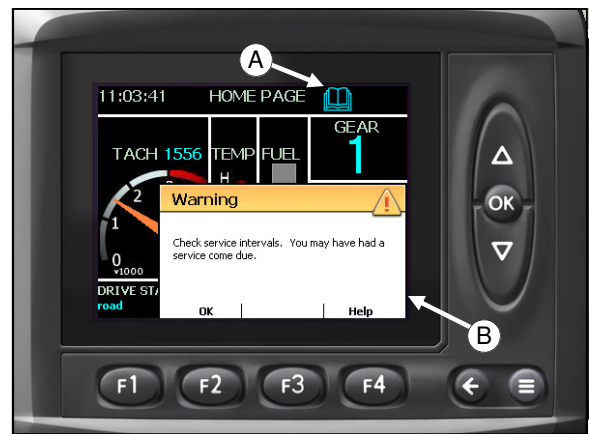 A
11:03:41 HOME PAGE
GEAR
1
TACH 1556 TEMP FUEL
H
2
1
0
v1000
Warning
Check service intervals. You may have had a
service come due.
OK Help
DRIVE STA
road
B
OK
F1 F2 F3 F4